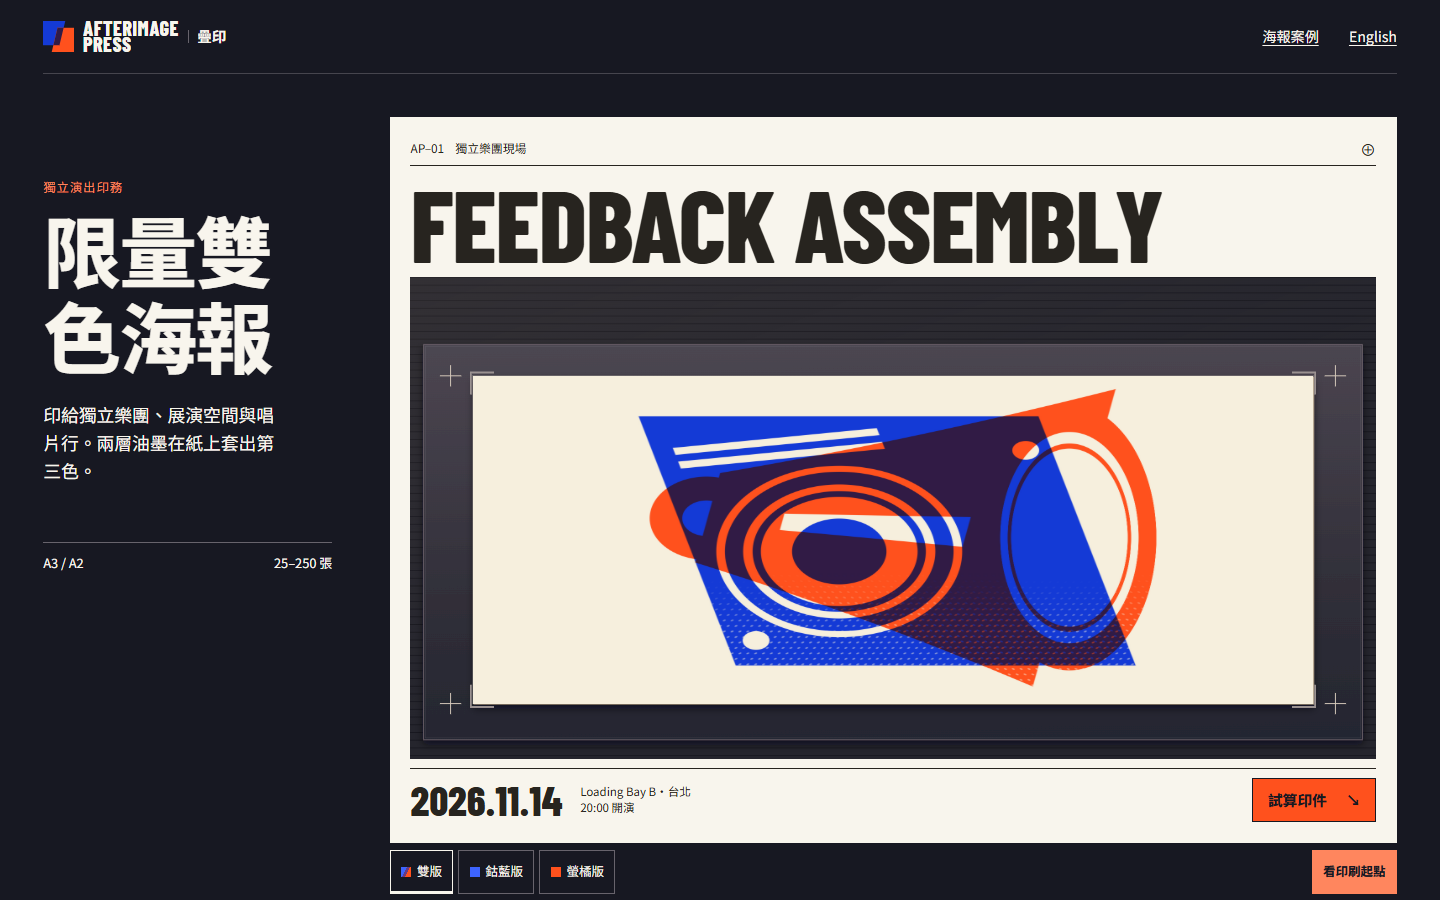 AFTERIMAGE
PRESS
疊印
海報案例
English
獨立演出印務
限量雙
色海報
印給獨立樂團、展演空間與唱
片行。兩層油墨在紙上套出第
三色。
A3 / A2
25–250 張
AP–01 獨立樂團現場
FEEDBACK ASSEMBLY
2026.11.14
Loading Bay B・台北
20:00 開演
試算印件 ↘
雙版
鈷藍版
螢橘版
看印刷起點